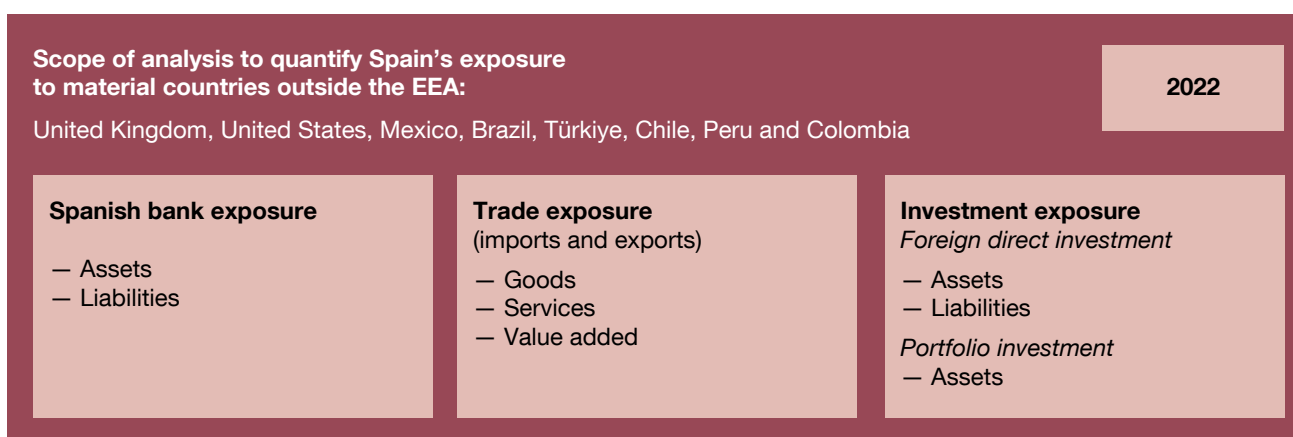 Scope of analysis to quantify Spain’s exposure
to material countries outside the EEA:
United Kingdom, United States, Mexico, Brazil, Türkiye, Chile, Peru and Colombia
2022
Spanish bank exposure
— Assets
— Liabilities
Trade exposure
(imports and exports)
— Goods
— Services
— Value added
Investment exposure
Foreign direct investment
— Assets
— Liabilities
Portfolio investment
— Assets